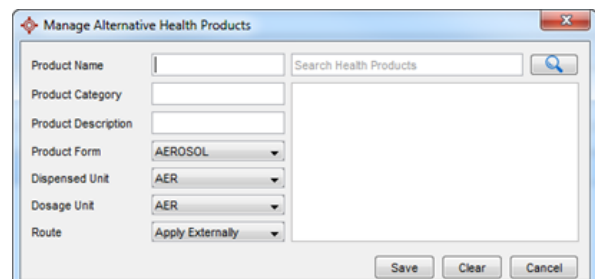 Manage Alternative Health Products
Product Name
Search Health Products
Product Category
Product Description
Product Form AEROSOL
Dispensed Unit AER
Dosage Unit AER
Route Apply Externally
Save Clear Cancel